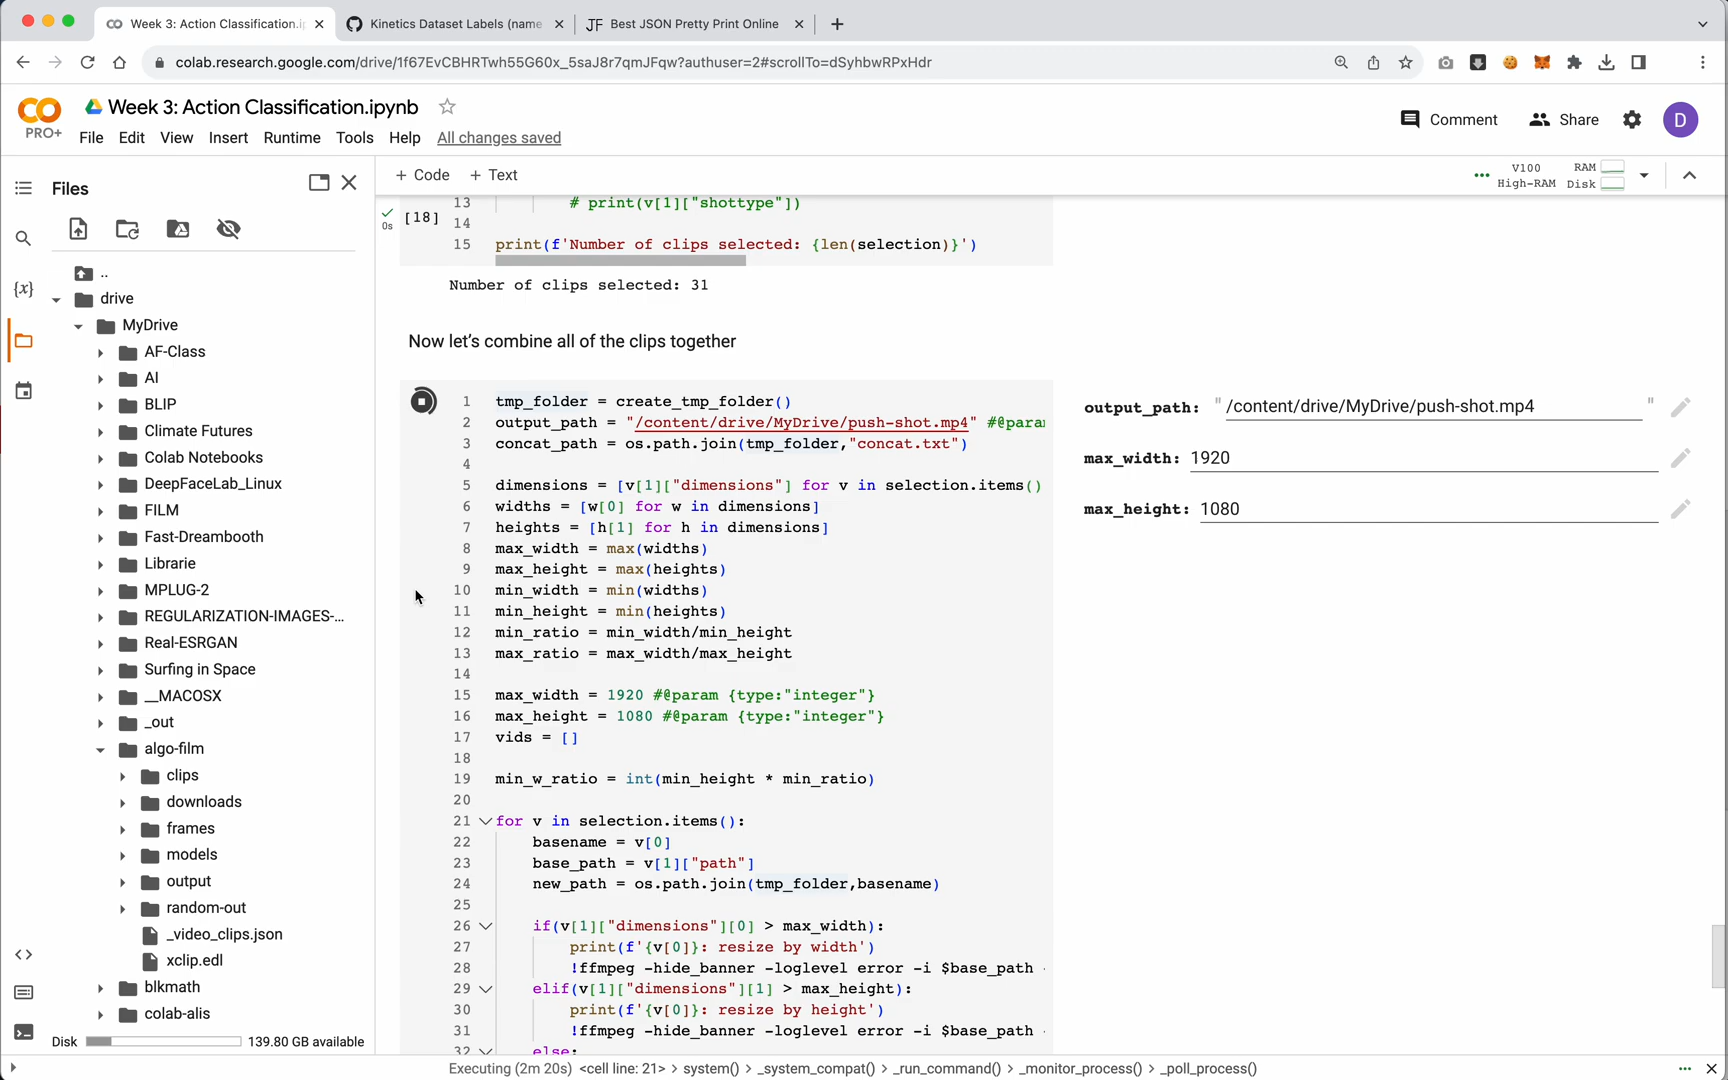 Week 3: Action Classification.i
Kinetics Dataset Labels (name
Best JSON Pretty Print Online
colab.research.google.com/drive/1f67EvCBHRTwh55G60x_5saJ8r7qmJFqw?authuser=2#scrollTo=dSyhbwRPxHdr
PRO+
Week 3: Action Classification.ipynb
File Edit View Insert Runtime Tools Help All changes saved
Comment
Share
D
Files
+ Code + Text
V100
High-RAM
RAM
Disk
..
drive
MyDrive
AF-Class
AI
BLIP
Climate Futures
Colab Notebooks
DeepFaceLab_Linux
FILM
Fast-Dreambooth
Librarie
MPLUG-2
REGULARIZATION-IMAGES-...
Real-ESRGAN
Surfing in Space
__MACOSX
_out
algo-film
clips
downloads
frames
models
output
random-out
_video_clips.json
xclip.edl
blkmath
colab-alis
Disk 139.80 GB available
[18]
0s
13 # print(v[1]["shottype"])
14
15 print(f'Number of clips selected: {len(selection)}')
Number of clips selected: 31
Now let's combine all of the clips together
1 tmp_folder = create_tmp_folder()
2 output_path = "/content/drive/MyDrive/push-shot.mp4" #@para
3 concat_path = os.path.join(tmp_folder,"concat.txt")
4
5 dimensions = [v[1]["dimensions"] for v in selection.items()
6 widths = [w[0] for w in dimensions]
7 heights = [h[1] for h in dimensions]
8 max_width = max(widths)
9 max_height = max(heights)
10 min_width = min(widths)
11 min_height = min(heights)
12 min_ratio = min_width/min_height
13 max_ratio = max_width/max_height
14
15 max_width = 1920 #@param {type:"integer"}
16 max_height = 1080 #@param {type:"integer"}
17 vids = []
18
19 min_w_ratio = int(min_height * min_ratio)
20
21 for v in selection.items():
22 basename = v[0]
23 base_path = v[1]["path"]
24 new_path = os.path.join(tmp_folder,basename)
25
26 if(v[1]["dimensions"][0] > max_width):
27 print(f'{v[0]}: resize by width')
28 !ffmpeg -hide_banner -loglevel error -i $base_path -
29 elif(v[1]["dimensions"][1] > max_height):
30 print(f'{v[0]}: resize by height')
31 !ffmpeg -hide_banner -loglevel error -i $base_path -
32 else:
output_path: "/content/drive/MyDrive/push-shot.mp4"
max_width: 1920
max_height: 1080
Executing (2m 20s) <cell line: 21> > system() > _system_compat() > _run_command() > _monitor_process() > _poll_process()